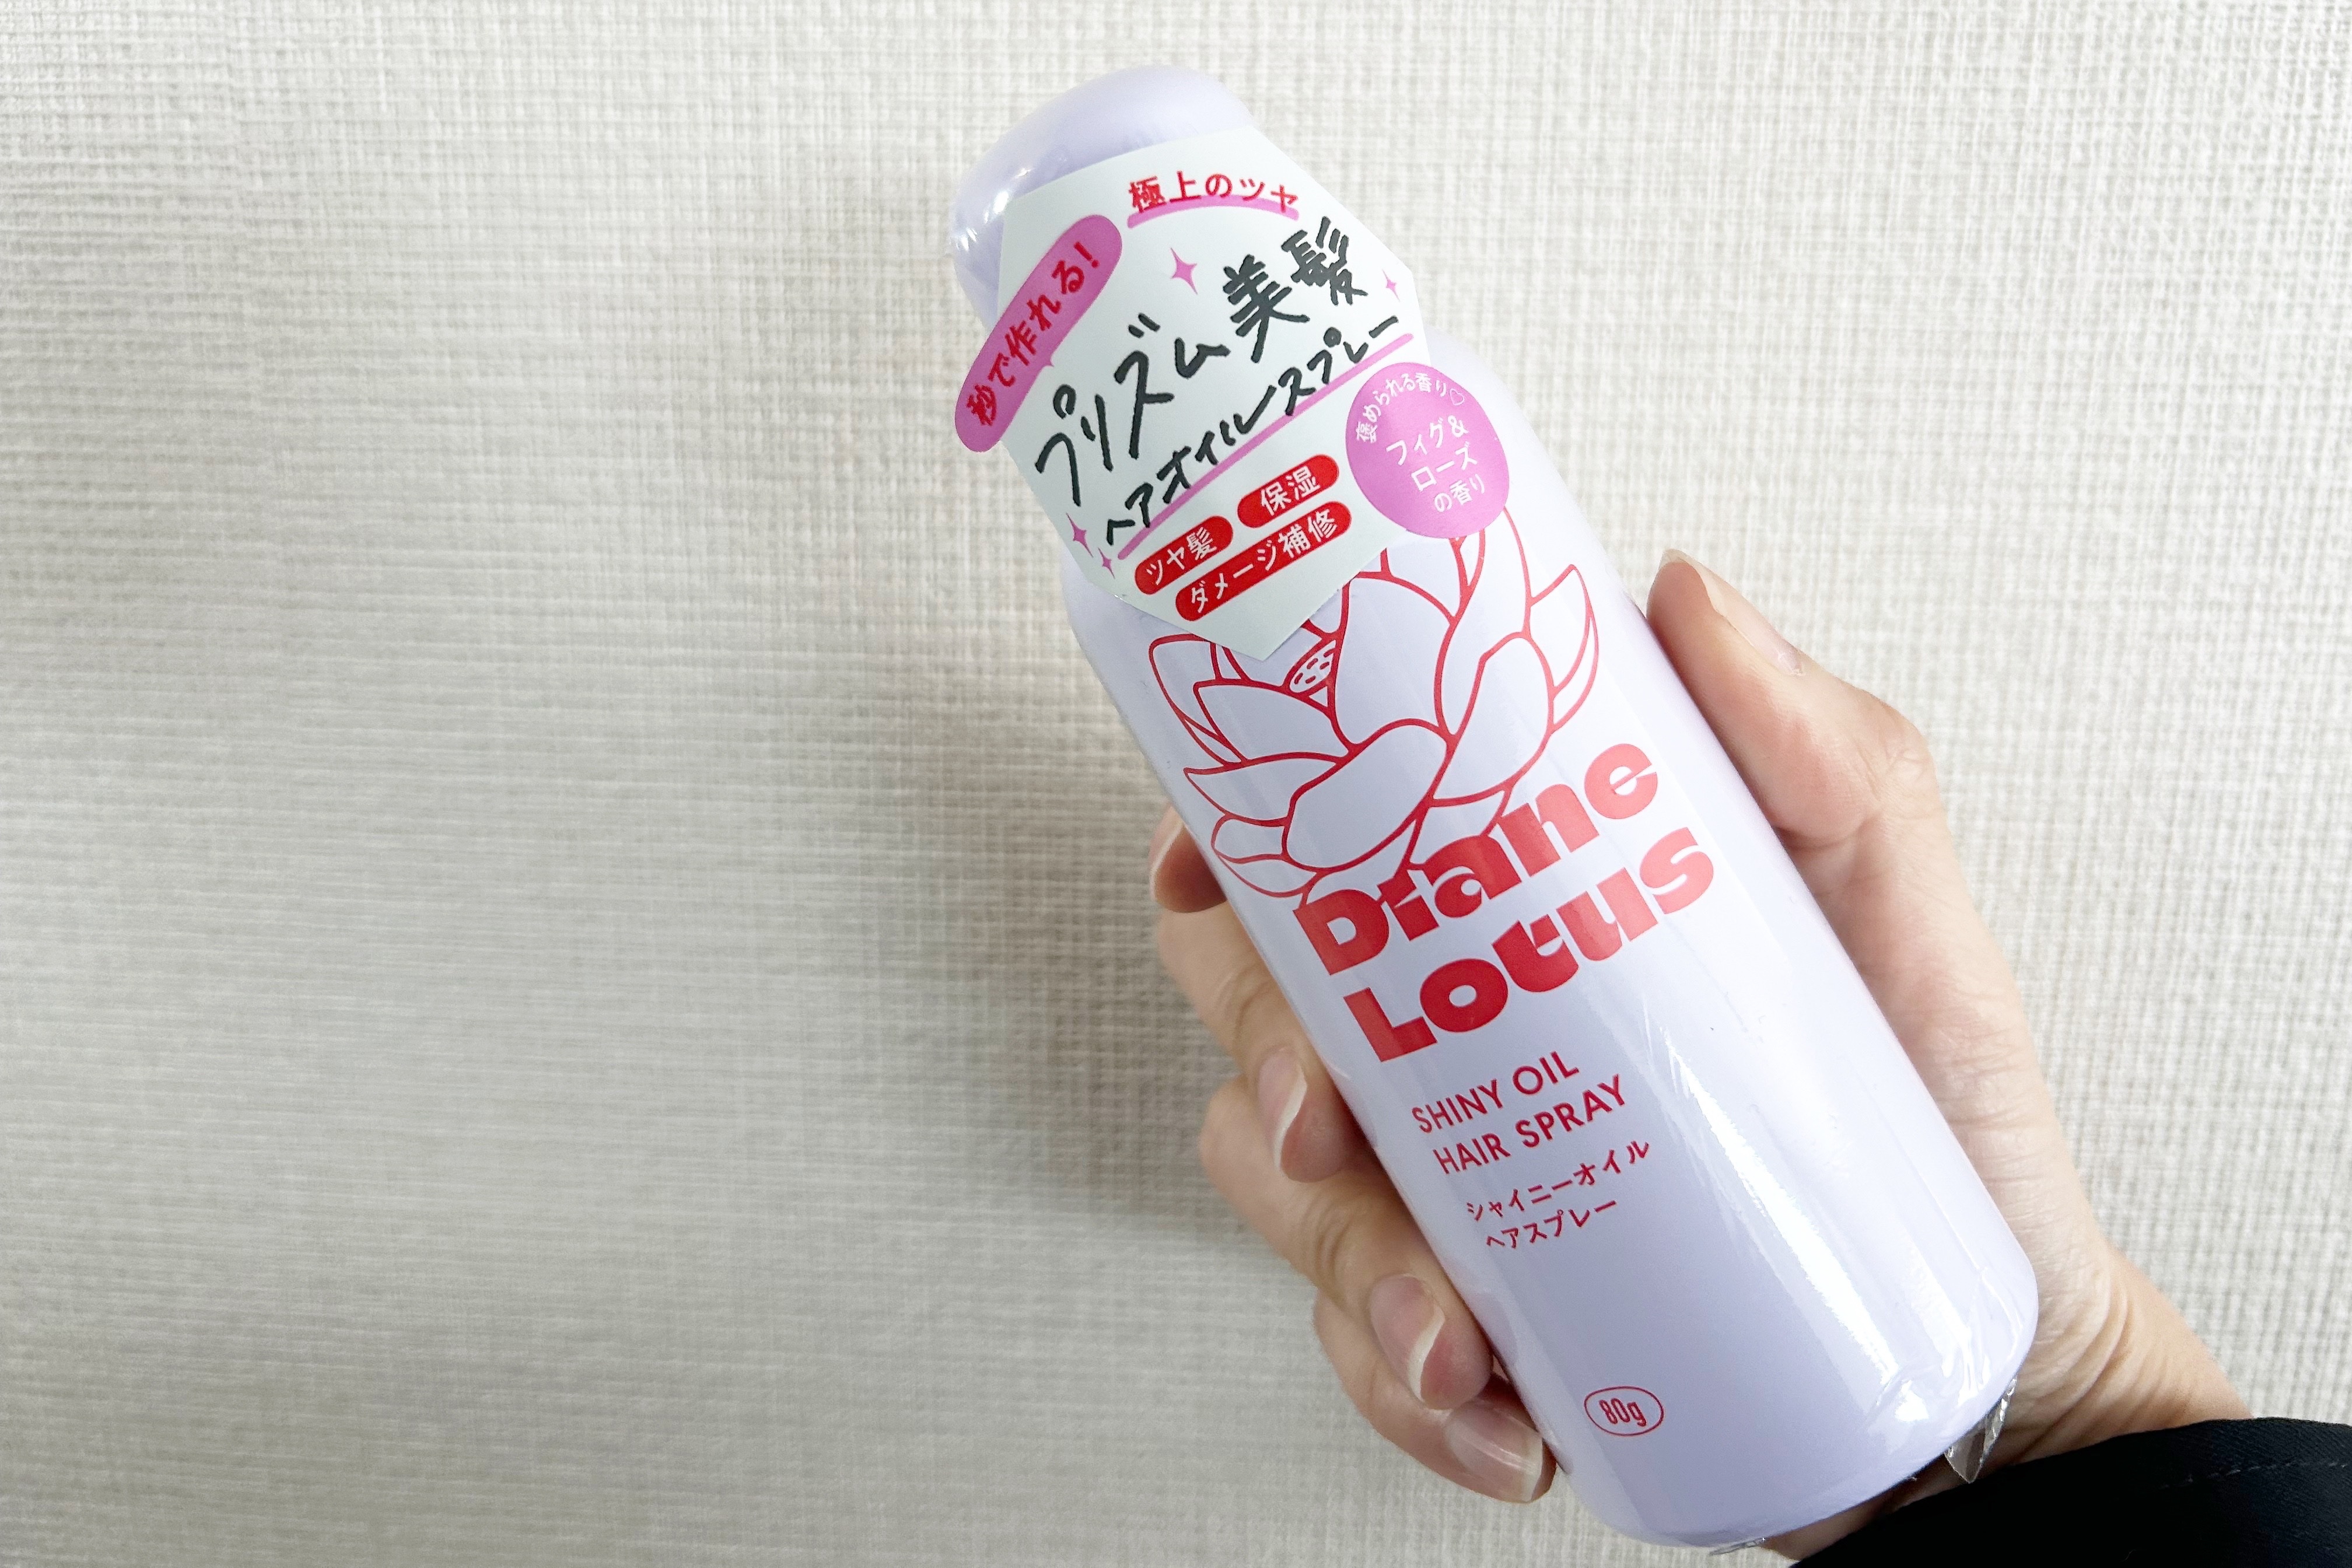 極上のツヤ
秒で作れる!
プリズム美髪
ヘアオイルスプレー
褒められる香り♡
フィグ&
ローズ
の香り
ツヤ髪
保湿
ダメージ補修
Diane
Lotus
SHINY OIL
HAIR SPRAY
シャイニーオイル
ヘアスプレー
80g